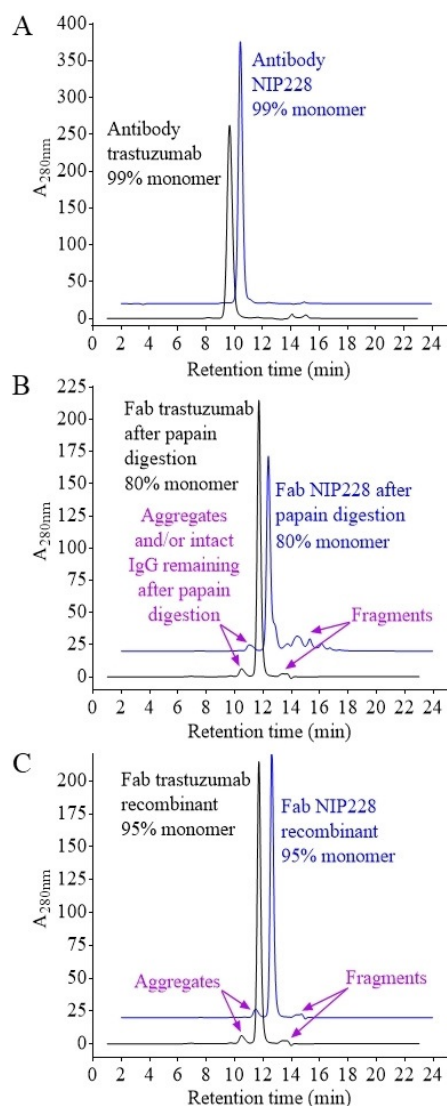 A
400
350
300
250
200
150
100
50
0
A280nm
Antibody
NIP228
99% monomer
Antibody
trastuzumab
99% monomer
0 2 4 6 8 10 12 14 16 18 20 22 24
Retention time (min)
B
225
200
175
150
125
100
75
50
25
0
A280nm
Fab trastuzumab
after papain
digestion
80% monomer
Fab NIP228 after
papain digestion
80% monomer
Aggregates
and/or intact
IgG remaining
after papain
digestion
Fragments
0 2 4 6 8 10 12 14 16 18 20 22 24
Retention time (min)
C
200
175
150
125
100
75
50
25
0
A280nm
Fab trastuzumab
recombinant
95% monomer
Fab NIP228
recombinant
95% monomer
Aggregates
Fragments
0 2 4 6 8 10 12 14 16 18 20 22 24
Retention time (min)